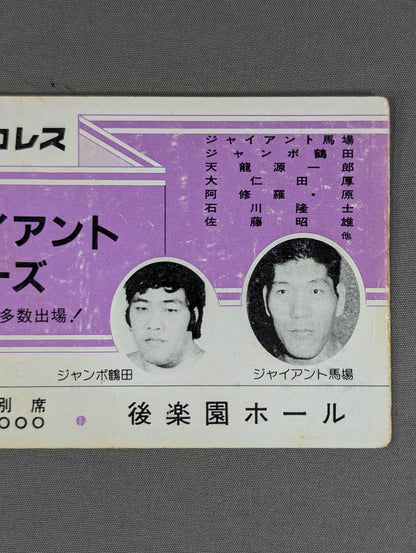 ロレス
ジャイアント馬場
ジャンボ鶴田
天龍源一郎
大仁田厚
阿修羅・原
石川隆士
佐藤昭雄
他
イアント
ーズ
多数出場!
ジャンボ鶴田
ジャイアント馬場
別席
000
後楽園ホール